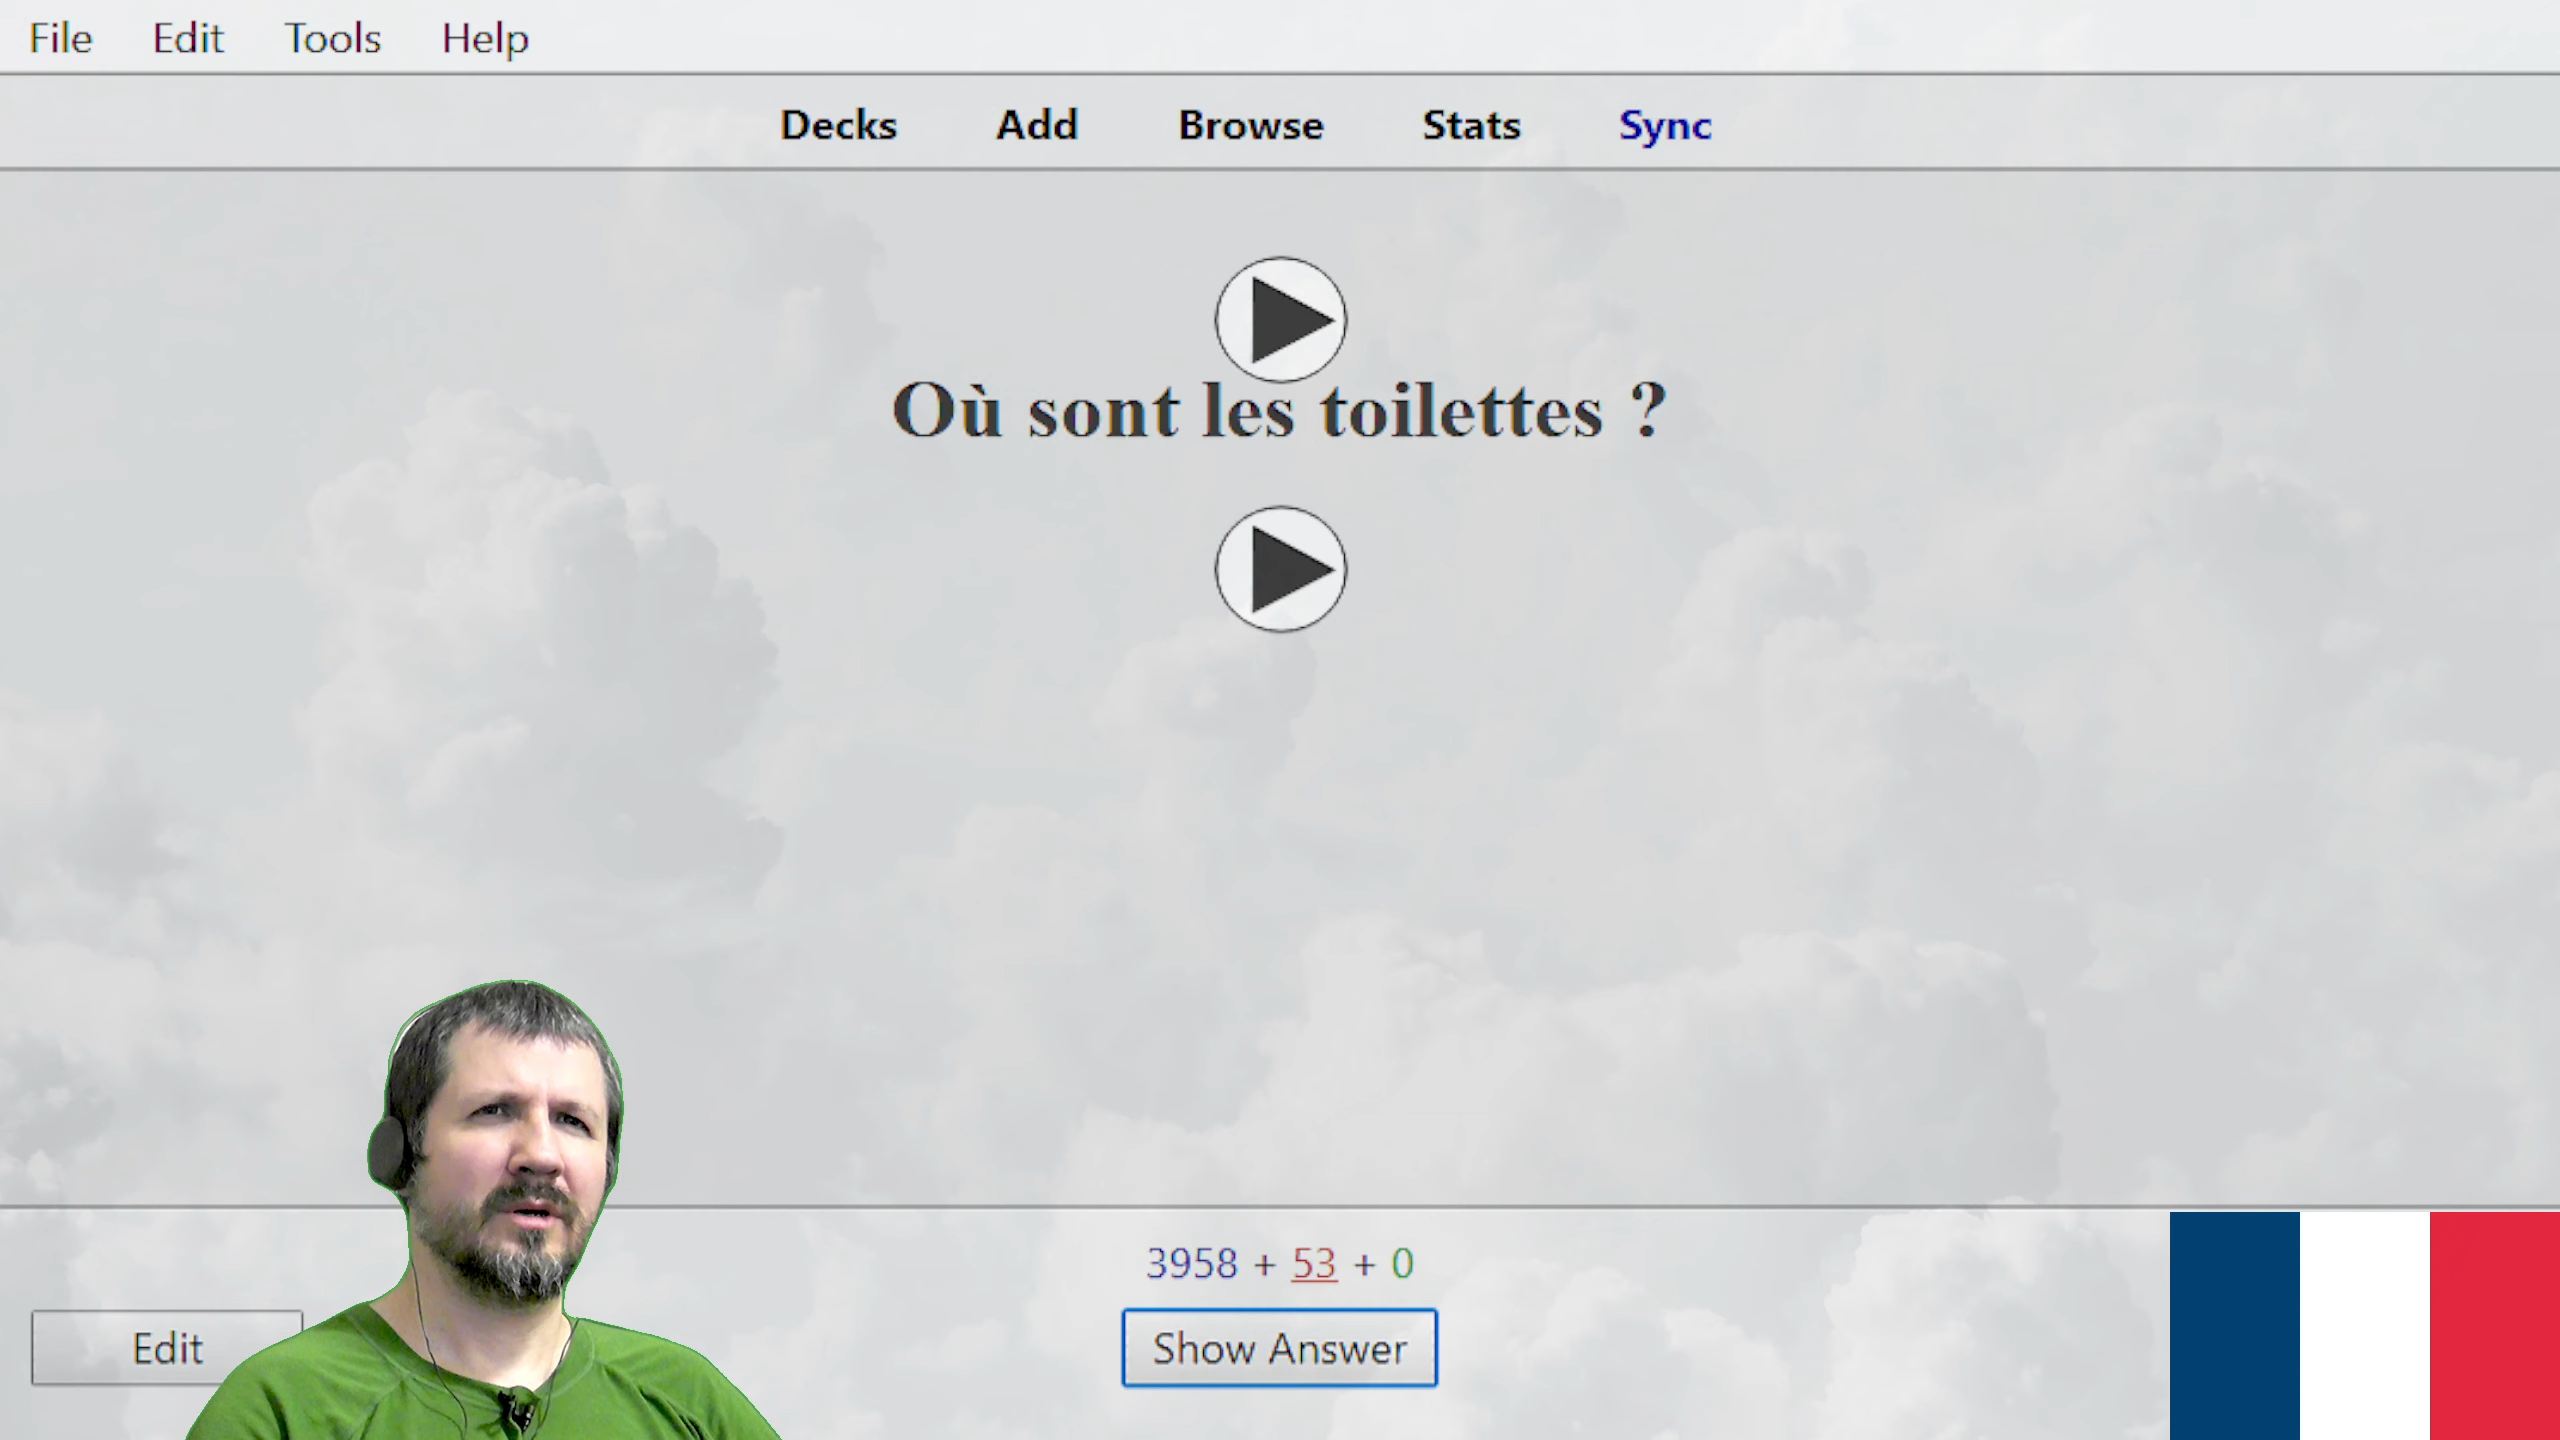 File Edit Tools Help
Decks Add Browse Stats Sync
Où sont les toilettes ?
3958 + 53 + 0
Edit
Show Answer